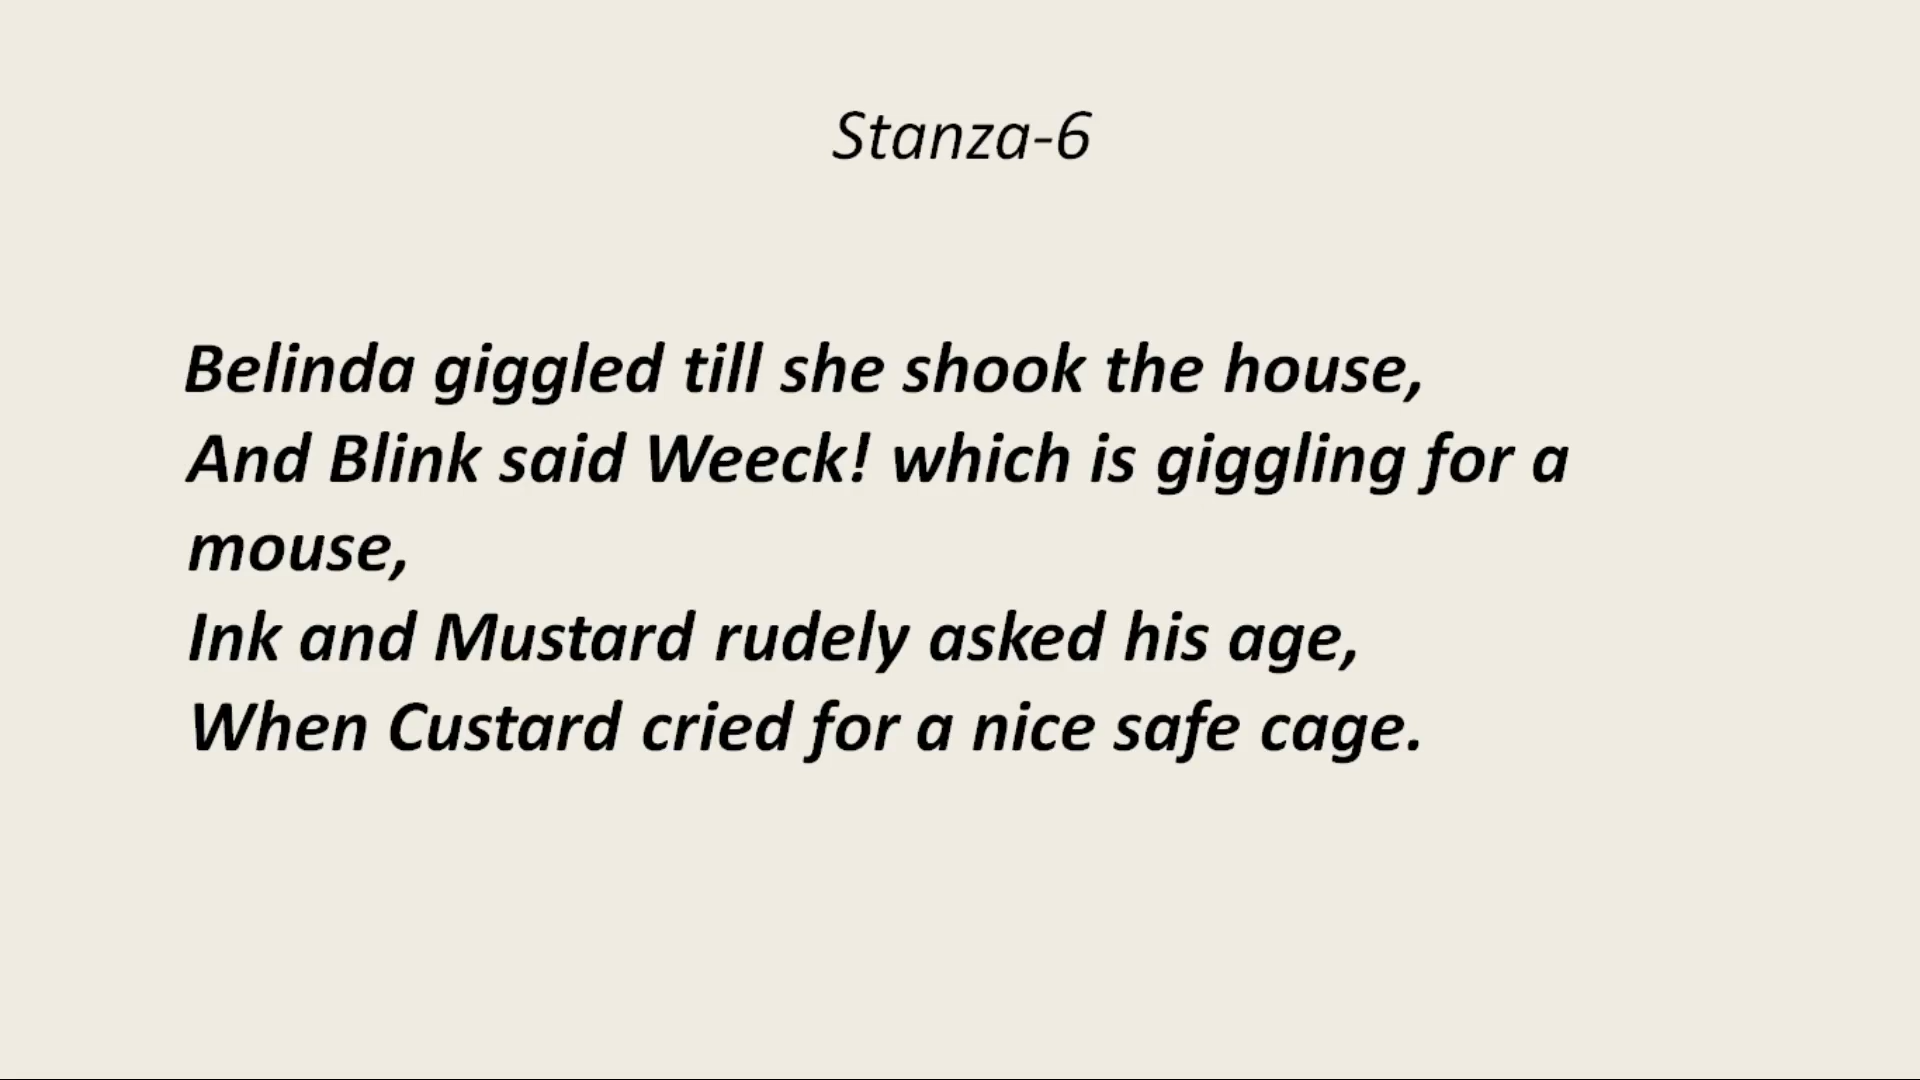 Stanza-6
Belinda giggled till she shook the house,
And Blink said Weeck! which is giggling for a
mouse,
Ink and Mustard rudely asked his age,
When Custard cried for a nice safe cage.